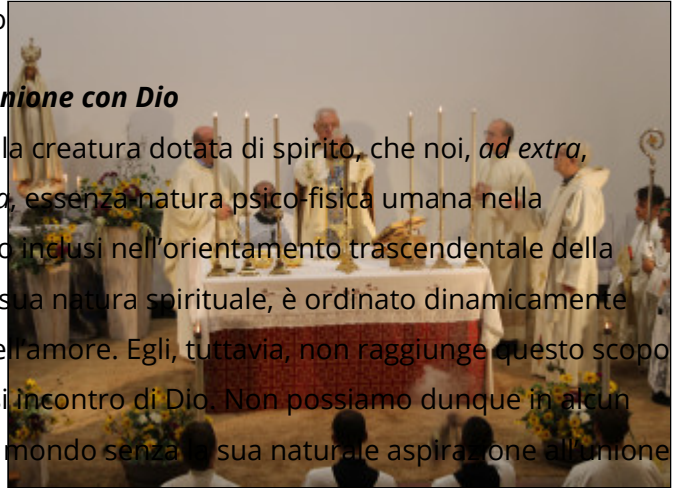 o
nione con Dio
la creatura dotata di spirito, che noi, ad extra,
a, essenza-natura psico-fisica umana nella
o inclusi nell'orientamento trascendentale della
sua natura spirituale, è ordinato dinamicamente
ell'amore. Egli, tuttavia, non raggiunge questo scopo
i incontro di Dio. Non possiamo dunque in alcun
mondo senza la sua naturale aspirazione all'unione